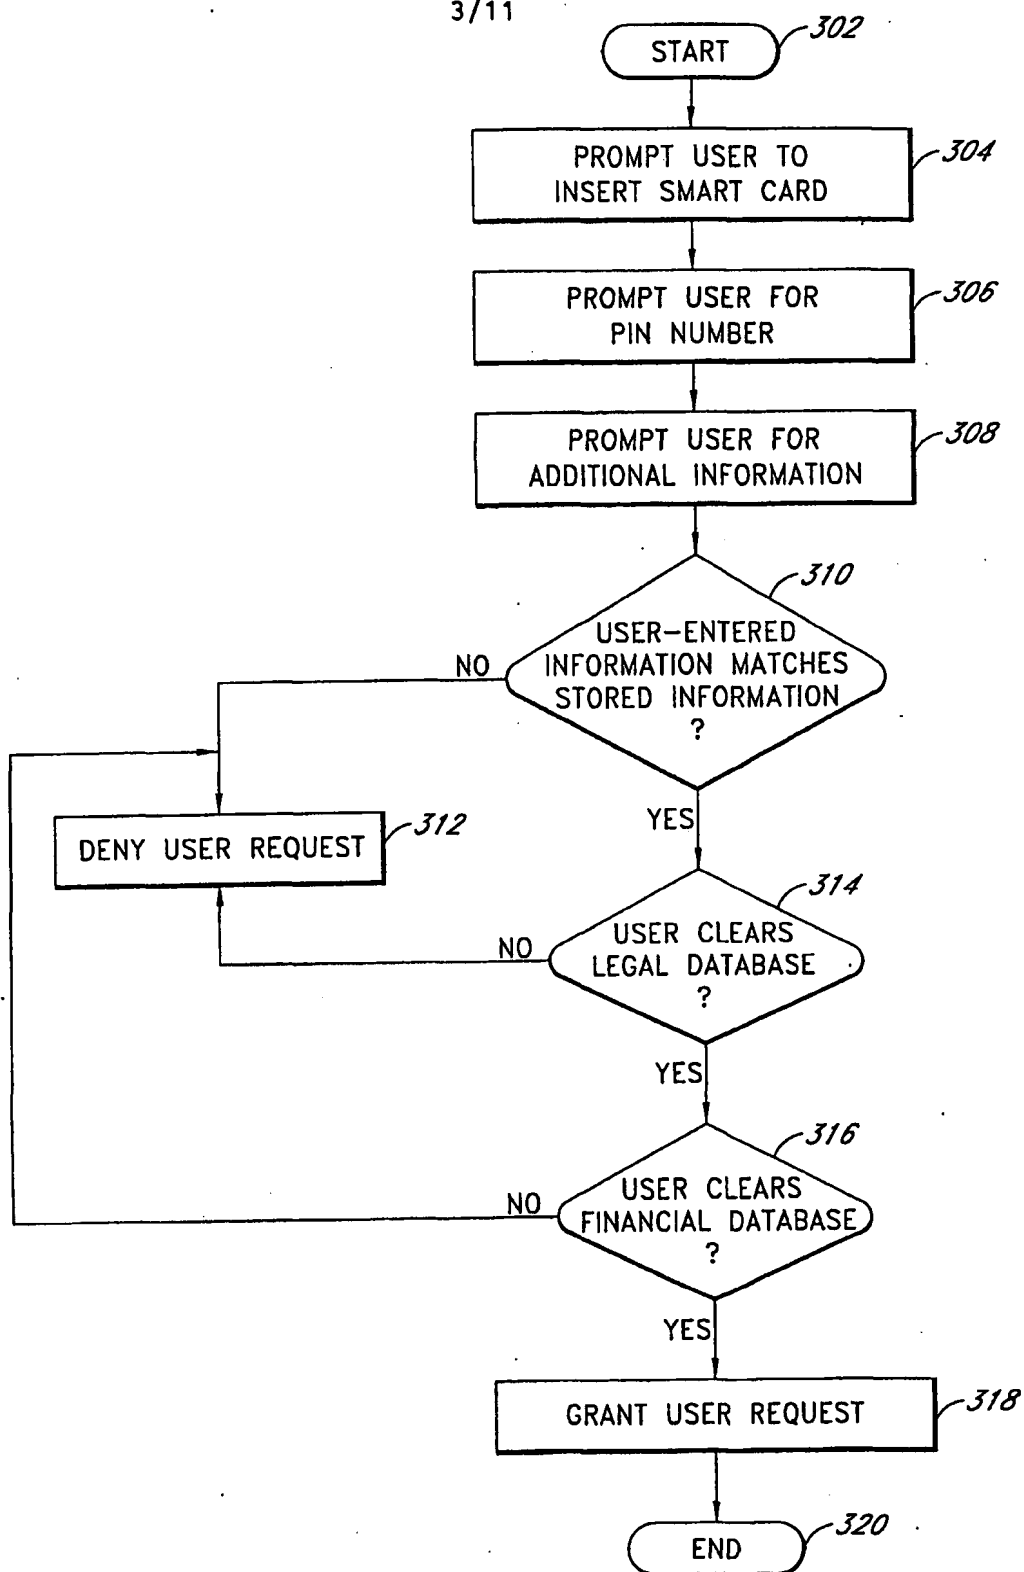 3/11
START
302
PROMPT USER TO
INSERT SMART CARD
304
PROMPT USER FOR
PIN NUMBER
306
PROMPT USER FOR
ADDITIONAL INFORMATION
308
310
USER-ENTERED
INFORMATION MATCHES
STORED INFORMATION
?
NO
YES
DENY USER REQUEST
312
314
USER CLEARS
LEGAL DATABASE
?
NO
YES
316
USER CLEARS
FINANCIAL DATABASE
?
NO
YES
GRANT USER REQUEST
318
END
320